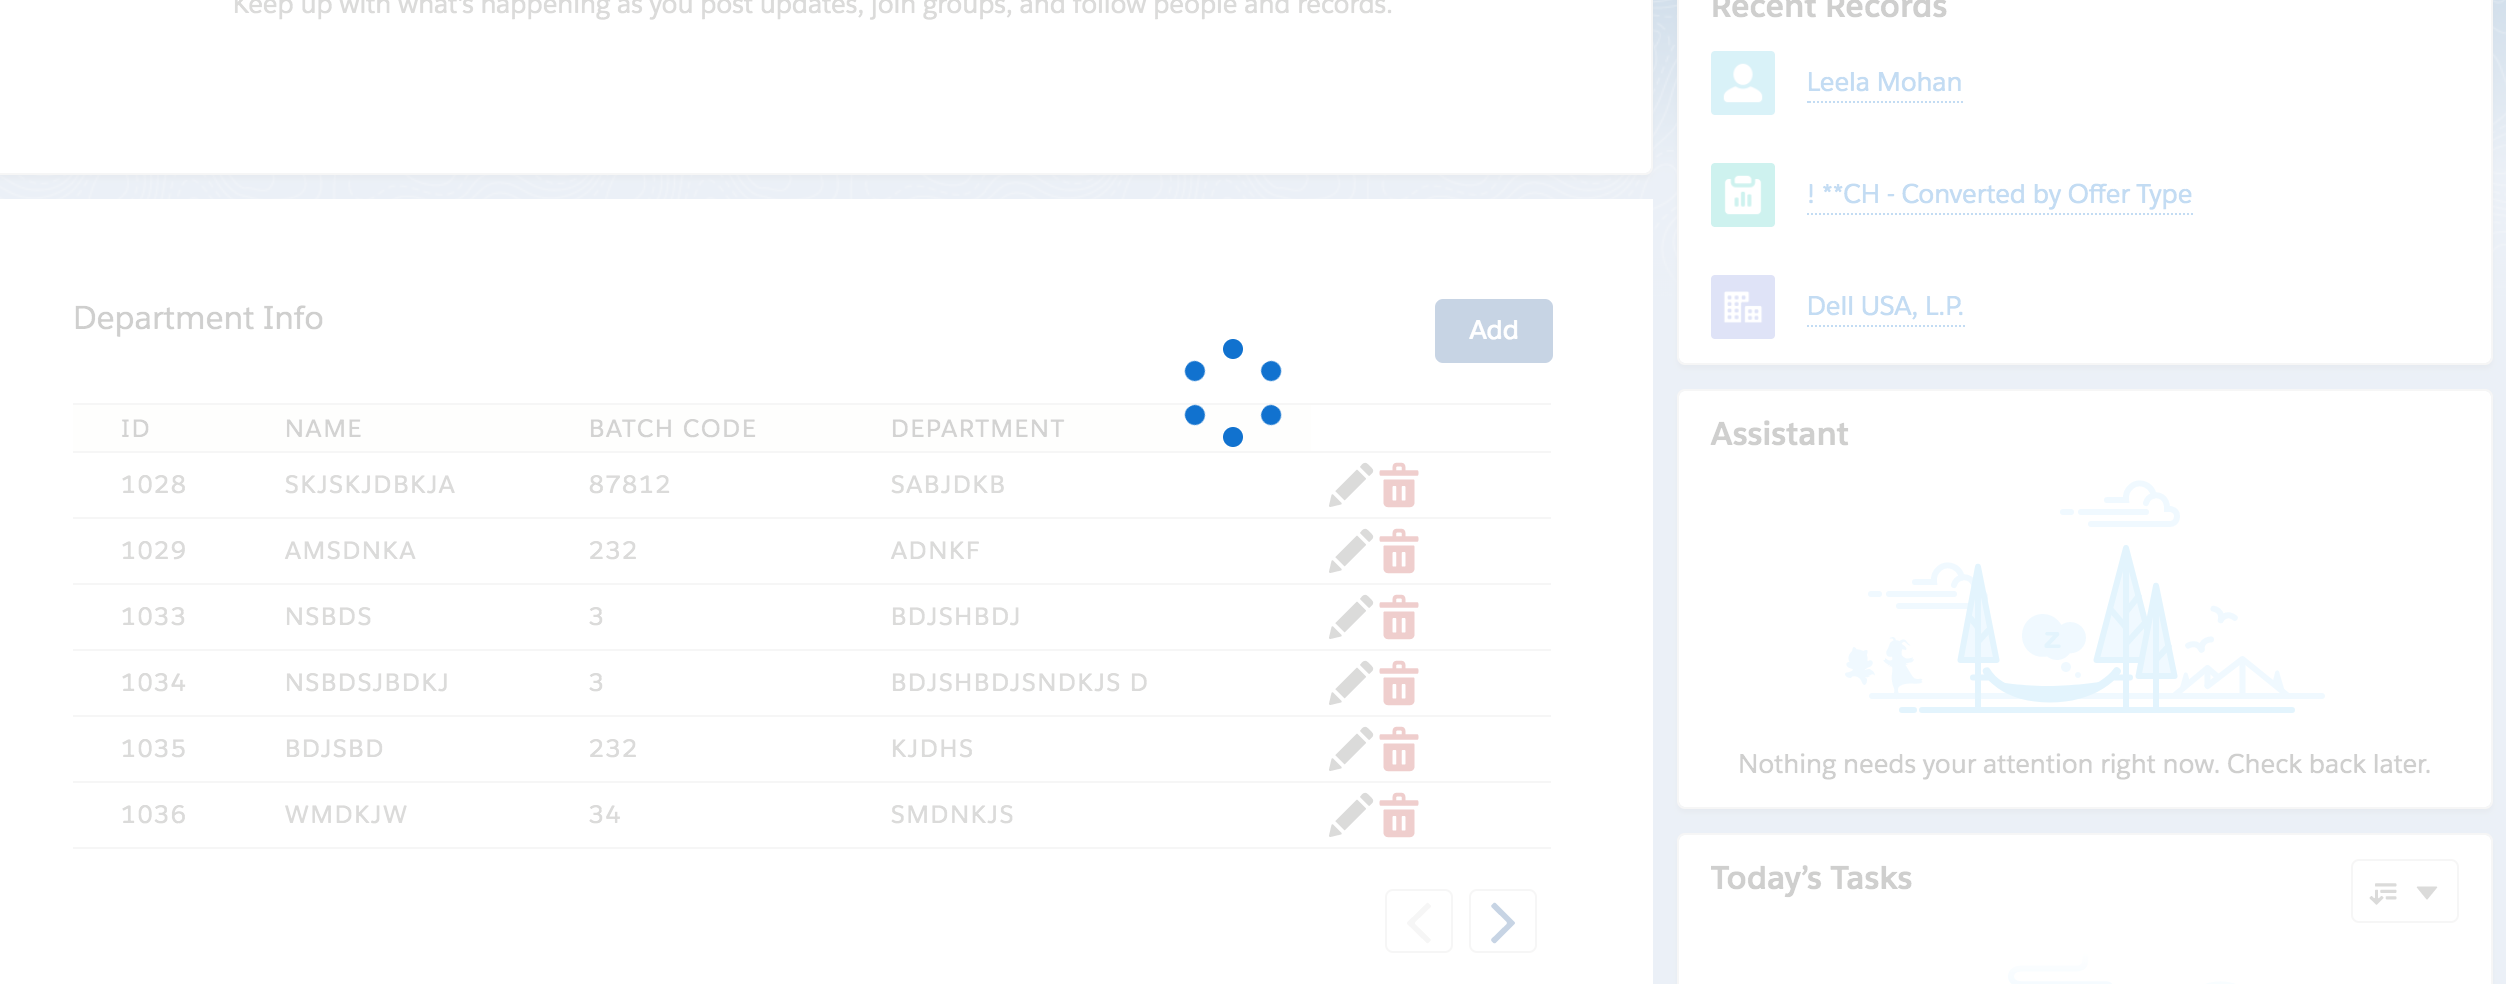 Keep up with what's happening as you post updates, join groups, and follow people and records.
Department Info
Add
ID NAME BATCH CODE DEPARTMENT
1028 SKJSKJDBKJA 87812 SABJDKB
1029 AMSDNKA 232 ADNKF
1033 NSBDS 3 BDJSHBDJ
1034 NSBDSJBDKJ 3 BDJSHBDJSNDKJS D
1035 BDJSBD 232 KJDHS
1036 WMDKJW 34 SMDNKJS
Recent Records
Leela Mohan
! **CH - Converted by Offer Type
Dell USA, L.P.
Assistant
Z
Nothing needs your attention right now. Check back later.
Today’s Tasks